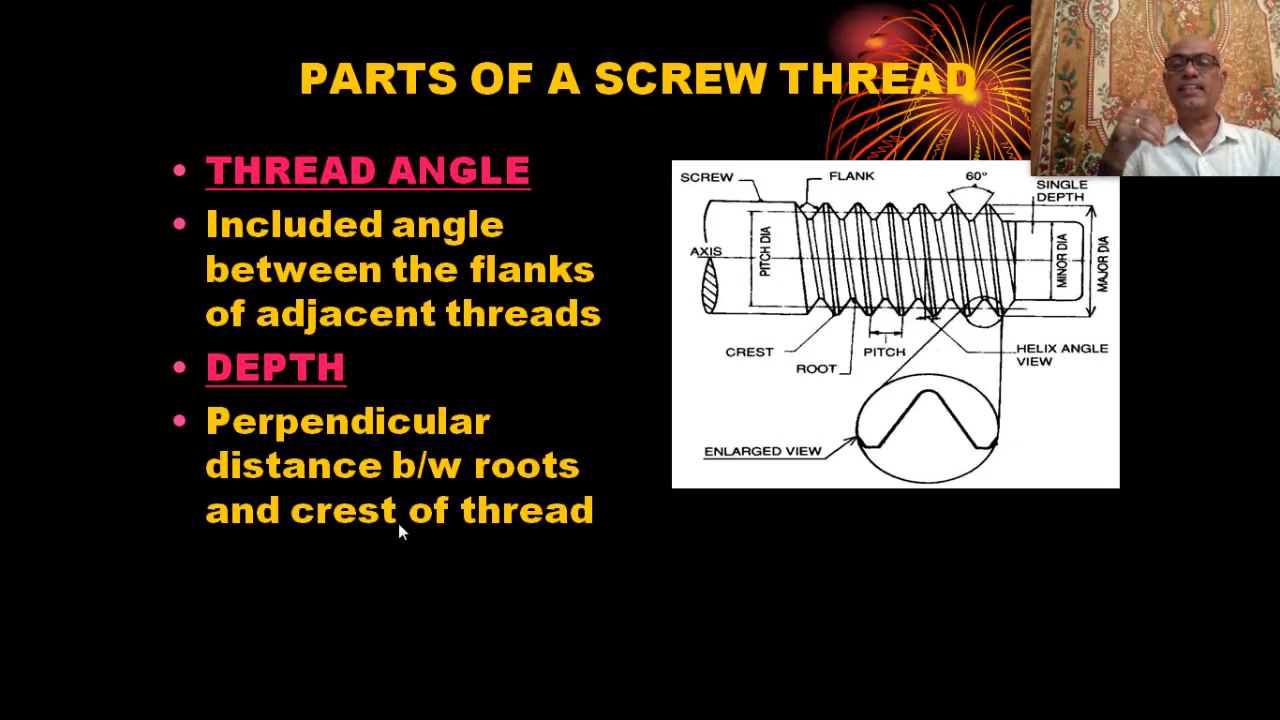 PARTS OF A SCREW THREAD
• THREAD ANGLE
• Included angle
between the flanks
of adjacent threads
• DEPTH
• Perpendicular
distance b/w roots
and crest of thread
SCREW
FLANK
60°
SINGLE
DEPTH
AXIS
PITCH DIA
MINOR DIA
MAJOR DIA
CREST
ROOT
PITCH
HELIX ANGLE
VIEW
ENLARGED VIEW